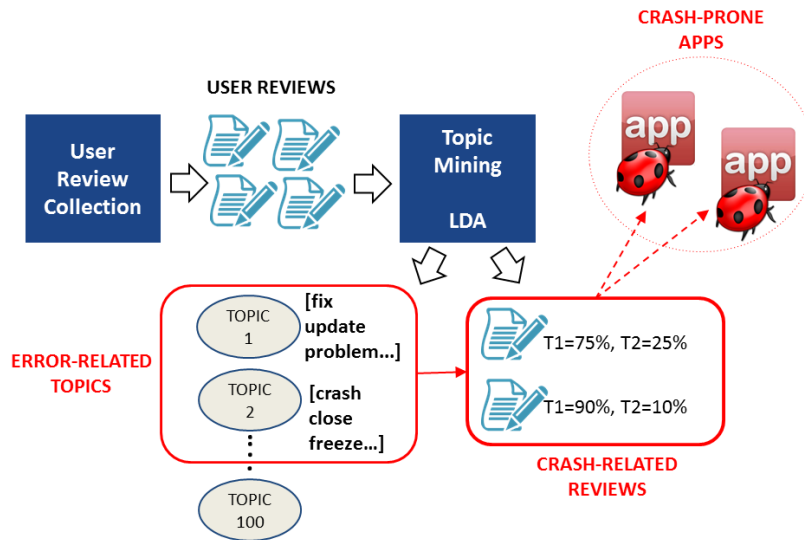 CRASH-PRONE
APPS
USER REVIEWS
User
Review
Collection
Topic
Mining
LDA
app
app
ERROR-RELATED
TOPICS
TOPIC
1
[fix
update
problem...]
TOPIC
2
[crash
close
freeze...]
TOPIC
100
T1=75%, T2=25%
T1=90%, T2=10%
CRASH-RELATED
REVIEWS